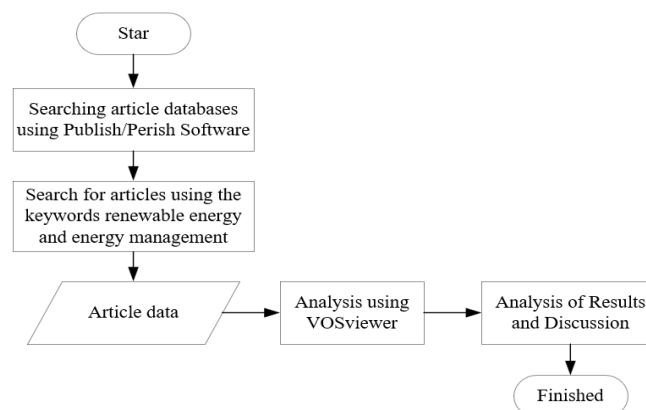 Star
Searching article databases
using Publish/Perish Software
Search for articles using the
keywords renewable energy
and energy management
Article data
Analysis using
VOSviewer
Analysis of Results
and Discussion
Finished